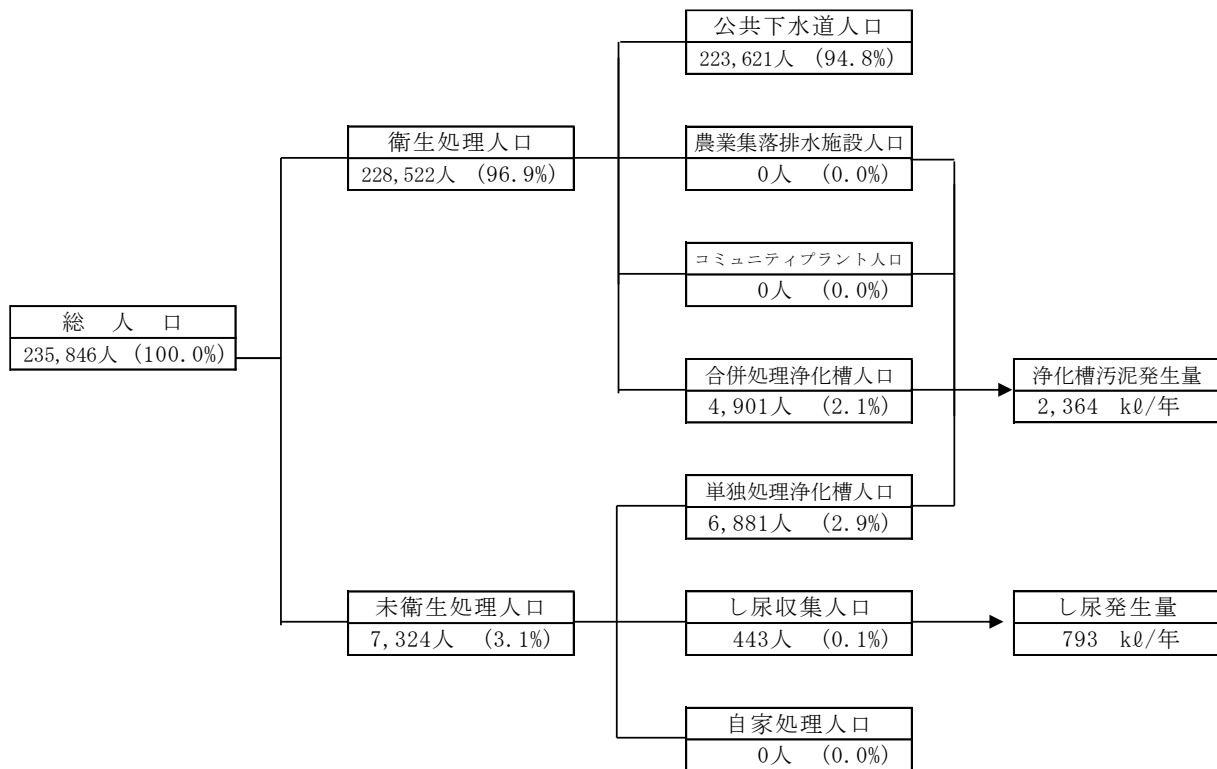 公共下水道人口
223,621人 (94.8%)
衛生処理人口
228,522人 (96.9%)
農業集落排水施設人口
0人 (0.0%)
コミュニティプラント人口
0人 (0.0%)
総 人 口
235,846人 (100.0%)
合併処理浄化槽人口
4,901人 (2.1%)
浄化槽汚泥発生量
2,364 kℓ/年
単独処理浄化槽人口
6,881人 (2.9%)
未衛生処理人口
7,324人 (3.1%)
し尿収集人口
443人 (0.1%)
し尿発生量
793 kℓ/年
自家処理人口
0人 (0.0%)